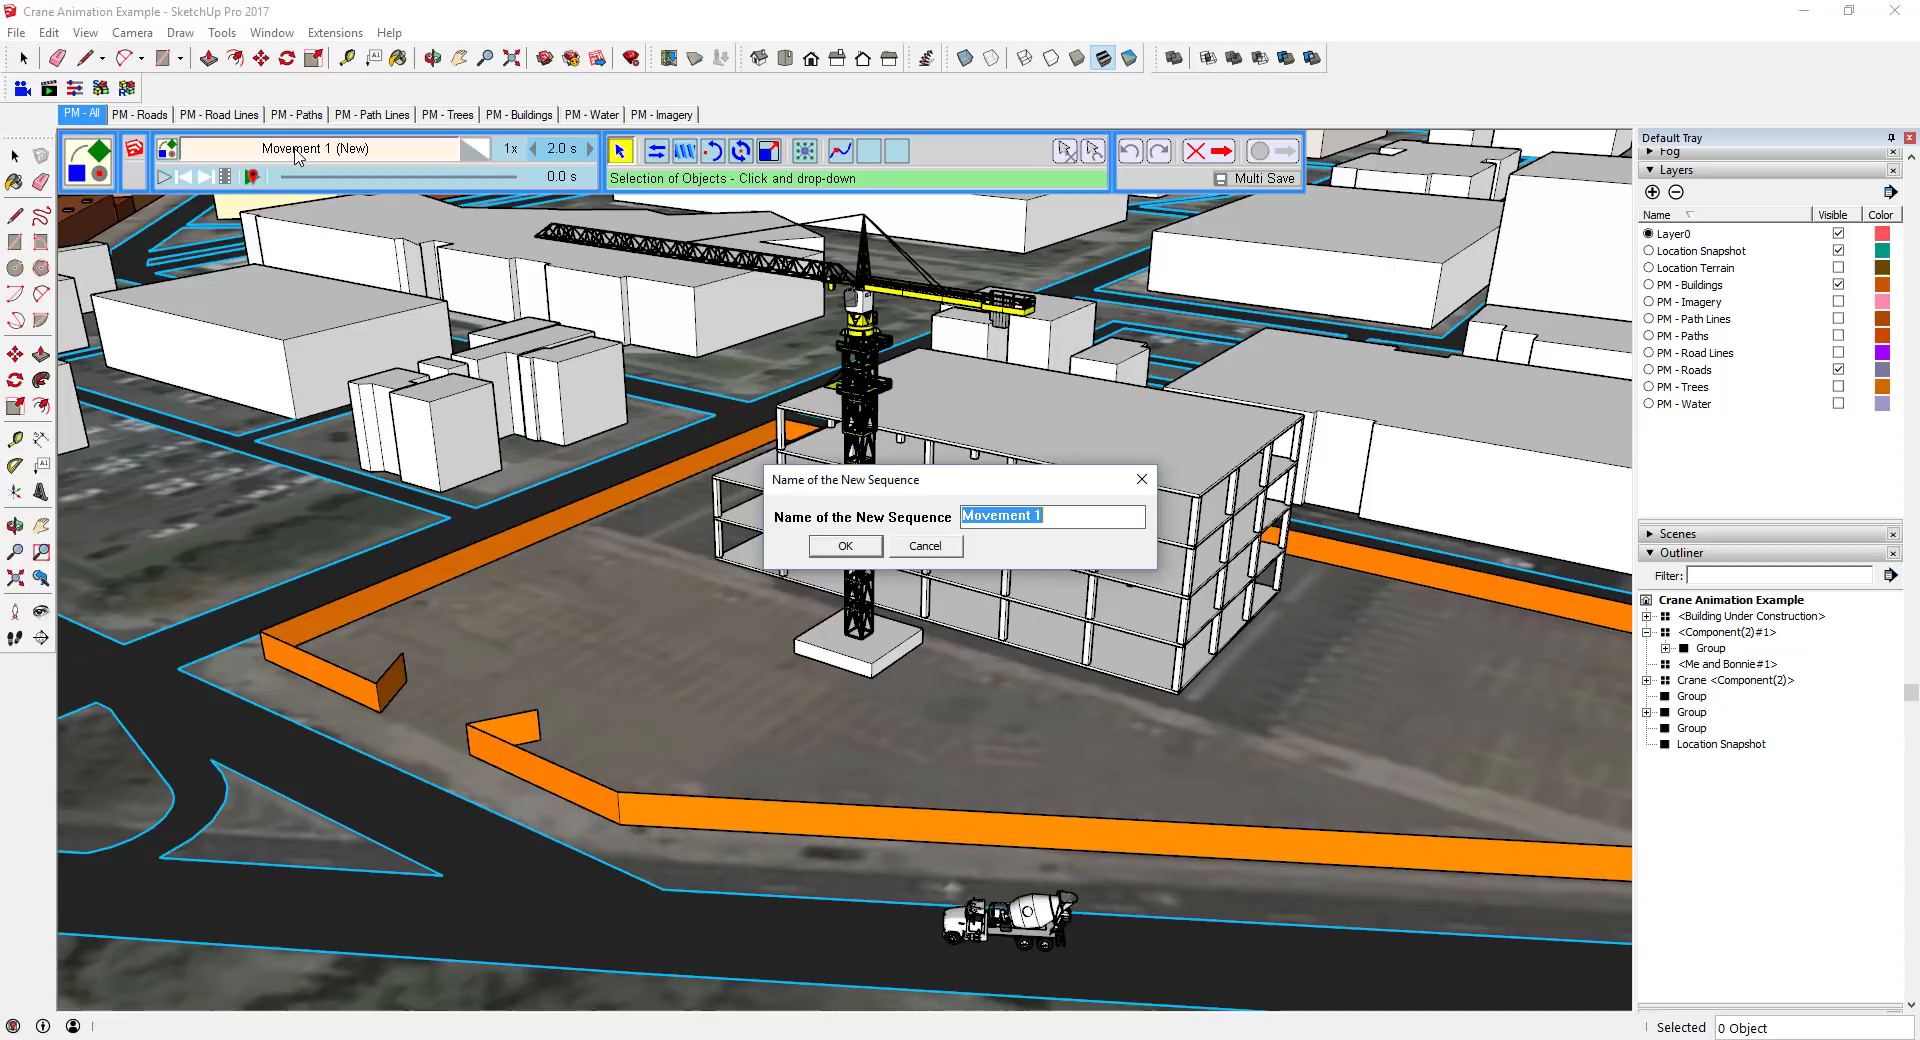 Crane Animation Example - SketchUp Pro 2017
File Edit View Camera Draw Tools Window Extensions Help
PM - All PM - Roads PM - Road Lines PM - Paths PM - Path Lines PM - Trees PM - Buildings PM - Water PM - Imagery
Movement 1 (New) 1x 2.0 s
0.0 s
Selection of Objects - Click and drop-down
Multi Save
Name of the New Sequence
Name of the New Sequence Movement 1
OK Cancel
Default Tray
Fog
Layers
Name Visible Color
Layer0
Location Snapshot
Location Terrain
PM - Buildings
PM - Imagery
PM - Path Lines
PM - Paths
PM - Road Lines
PM - Roads
PM - Trees
PM - Water
Scenes
Outliner
Filter:
Crane Animation Example
<Building Under Construction>
<Component(2)#1>
Group
<Me and Bonnie#1>
Crane <Component(2)>
Group
Group
Group
Location Snapshot
Selected 0 Object